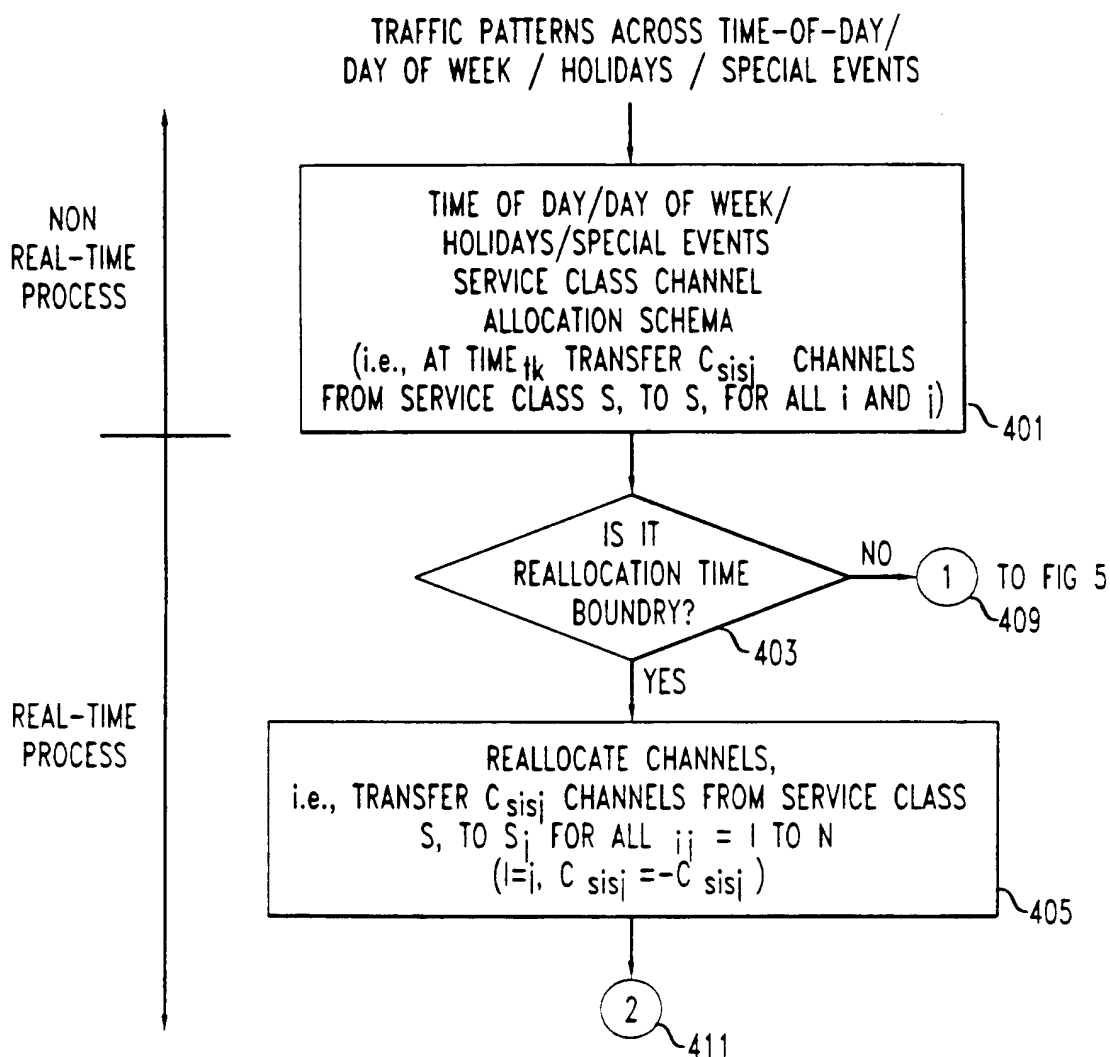 TRAFFIC PATTERNS ACROSS TIME-OF-DAY/
DAY OF WEEK / HOLIDAYS / SPECIAL EVENTS
NON
REAL-TIME
PROCESS
TIME OF DAY/DAY OF WEEK/
HOLIDAYS/SPECIAL EVENTS
SERVICE CLASS CHANNEL
ALLOCATION SCHEMA
(i.e., AT TIME tk TRANSFER C sisj CHANNELS
FROM SERVICE CLASS S, TO S, FOR ALL i AND j)
401
IS IT
REALLOCATION TIME
BOUNDRY?
403
NO
1
TO FIG 5
409
YES
REAL-TIME
PROCESS
REALLOCATE CHANNELS,
i.e., TRANSFER C sisj CHANNELS FROM SERVICE CLASS
S, TO Sj FOR ALL ij = I TO N
(I=j, C sisj =-C sisj )
405
2
411